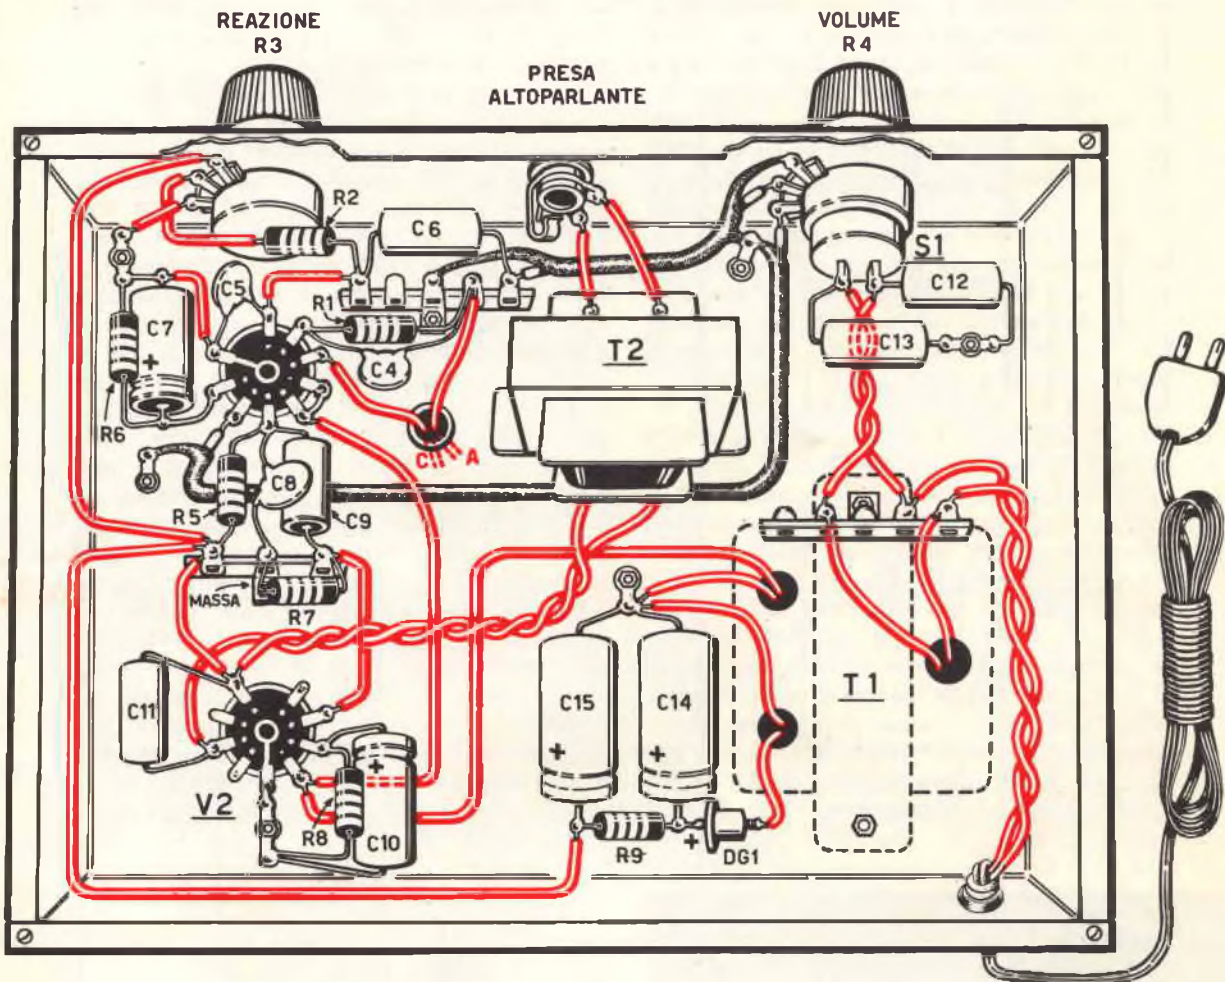 REAZIONE
R3
VOLUME
R4
PRESA
ALTOPARLANTE
R2
C6
S1
C5
R1
C12
C7
+
C4
T2
C13
R6
C A
C8
R5
C9
MASSA
R7
T1
C11
C15
C14
+
+
V2
R8
C10
R9
+
DG1